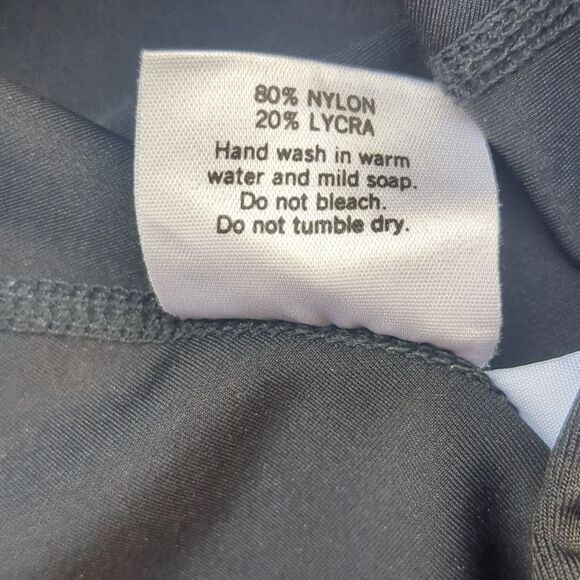 80% NYLON
20% LYCRA
Hand wash in warm
water and mild soap.
Do not bleach.
Do not tumble dry.